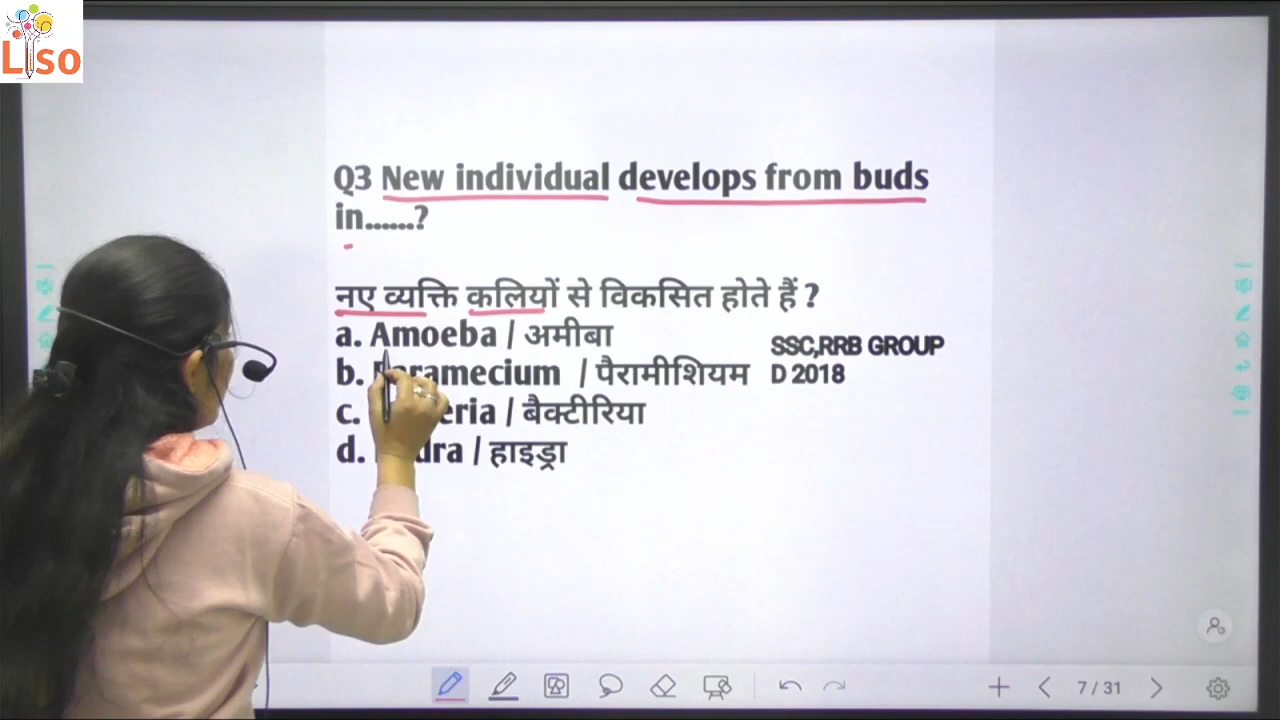 Liso
Q3 New individual develops from buds
in......?
नए व्यक्ति कलियों से विकसित होते हैं ?
a. Amoeba / अमीबा
b. Paramecium / पैरामीशियम
c. eria / बैक्टीरिया
d. dra / हाइड्रा
SSC,RRB GROUP
D 2018
7 / 31